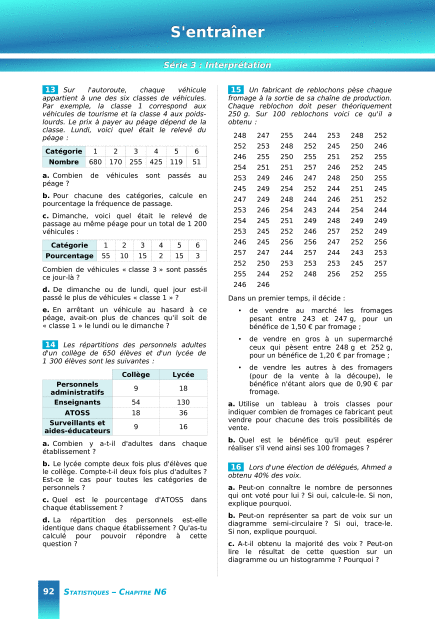 S'entraîner
Série 3 : Interprétation
13 Sur l'autoroute, chaque véhicule
appartient à une des six classes de véhicules.
Par exemple, la classe 1 correspond aux
véhicules de tourisme et la classe 4 aux poids-
lourds. Le prix à payer au péage dépend de la
classe. Lundi, voici quel était le relevé du
péage :
Catégorie 1 2 3 4 5 6
Nombre 680 170 255 425 119 51
a. Combien de véhicules sont passés au
péage ?
b. Pour chacune des catégories, calcule en
pourcentage la fréquence de passage.
c. Dimanche, voici quel était le relevé de
passage au même péage pour un total de 1 200
véhicules :
Catégorie 1 2 3 4 5 6
Pourcentage 55 10 15 2 15 3
Combien de véhicules « classe 3 » sont passés
ce jour-là ?
d. De dimanche ou de lundi, quel jour est-il
passé le plus de véhicules « classe 1 » ?
e. En arrêtant un véhicule au hasard à ce
péage, avait-on plus de chances qu'il soit de
« classe 1 » le lundi ou le dimanche ?
14 Les répartitions des personnels adultes
d'un collège de 650 élèves et d'un lycée de
1 300 élèves sont les suivantes :
Collège Lycée
Personnels
administratifs 9 18
Enseignants 54 130
ATOSS 18 36
Surveillants et
aides-éducateurs 9 16
a. Combien y a-t-il d'adultes dans chaque
établissement ?
b. Le lycée compte deux fois plus d'élèves que
le collège. Compte-t-il deux fois plus d'adultes ?
Est-ce le cas pour toutes les catégories de
personnels ?
c. Quel est le pourcentage d'ATOSS dans
chaque établissement ?
d. La répartition des personnels est-elle
identique dans chaque établissement ? Qu'as-tu
calculé pour pouvoir répondre à cette
question ?
15 Un fabricant de reblochons pèse chaque
fromage à la sortie de sa chaîne de production.
Chaque reblochon doit peser théoriquement
250 g. Sur 100 reblochons voici ce qu'il a
obtenu :
248 247 255 244 253 248 252
252 253 248 252 245 250 246
246 255 250 255 251 252 255
254 251 251 257 246 252 245
253 249 246 247 248 250 255
245 249 254 252 244 251 245
247 249 248 244 246 251 252
253 246 254 243 244 254 244
254 245 251 249 248 249 249
253 245 252 246 257 252 249
246 245 256 256 247 252 256
257 247 244 257 244 243 253
252 250 253 253 253 245 257
255 244 252 248 256 252 255
246 246
Dans un premier temps, il décide :
• de vendre au marché les fromages
pesant entre 243 et 247 g, pour un
bénéfice de 1,50 € par fromage ;
• de vendre en gros à un supermarché
ceux qui pèsent entre 248 g et 252 g,
pour un bénéfice de 1,20 € par fromage.
• de vendre les autres à des fromagers
(pour de la vente à la découpe), le
bénéfice n'étant alors que de 0,90 € par
fromage.
a. Utilise un tableau à trois classes pour
indiquer combien de fromages ce fabricant peut
vendre pour chacune des trois possibilités de
vente.
b. Quel est le bénéfice qu'il peut espérer
réaliser s'il vend ainsi ses 100 fromages ?
16 Lors d'une élection de délégués, Ahmed a
obtenu 40% des voix.
a. Peut-on connaître le nombre de personnes
qui ont voté pour lui ? Si oui, calcule-le. Si non,
explique pourquoi.
b. Peut-on représenter sa part de voix sur un
diagramme semi-circulaire ? Si oui, trace-le.
Si non, explique pourquoi.
c. A-t-il obtenu la majorité des voix ? Peut-on
lire le résultat de cette question sur un
diagramme ou un histogramme ? Pourquoi ?
92 Statistiques – Chapitre N6